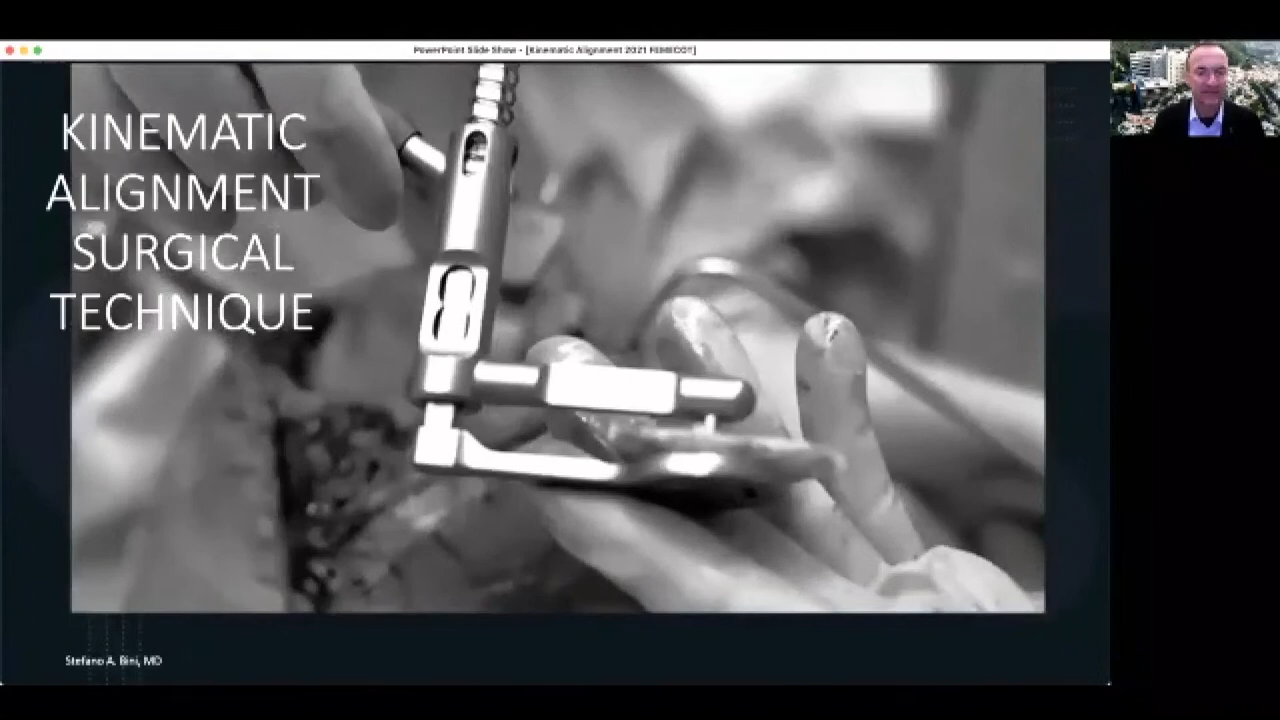 PowerPoint Slide Show - [Kinematic Alignment 2021 FEMECOT]
KINEMATIC
ALIGNMENT
SURGICAL
TECHNIQUE
Stefano A. Bini, MD